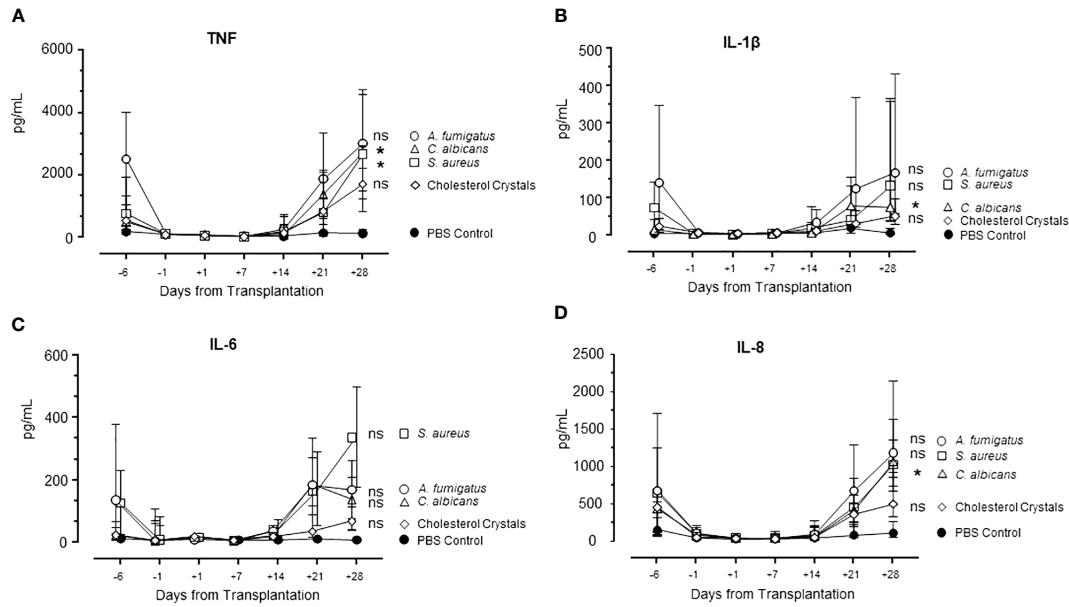 A
TNF
6000
4000
2000
0
pg/mL
-6 -1 +1 +7 +14 +21 +28
Days from Transplantation
ns A. fumigatus
* C. albicans
* S. aureus
ns Cholesterol Crystals
PBS Control
B
IL-1β
500
400
300
200
100
0
pg/mL
-6 -1 +1 +7 +14 +21 +28
Days from Transplantation
ns A. fumigatus
ns S. aureus
* C. albicans
ns Cholesterol Crystals
PBS Control
C
IL-6
600
400
200
0
pg/mL
-6 -1 +1 +7 +14 +21 +28
Days from Transplantation
ns S. aureus
ns A. fumigatus
ns C. albicans
ns Cholesterol Crystals
PBS Control
D
IL-8
2500
2000
1500
1000
500
0
pg/mL
-6 -1 +1 +7 +14 +21 +28
Days from Transplantation
ns A. fumigatus
ns S. aureus
* C. albicans
ns Cholesterol Crystals
PBS Control